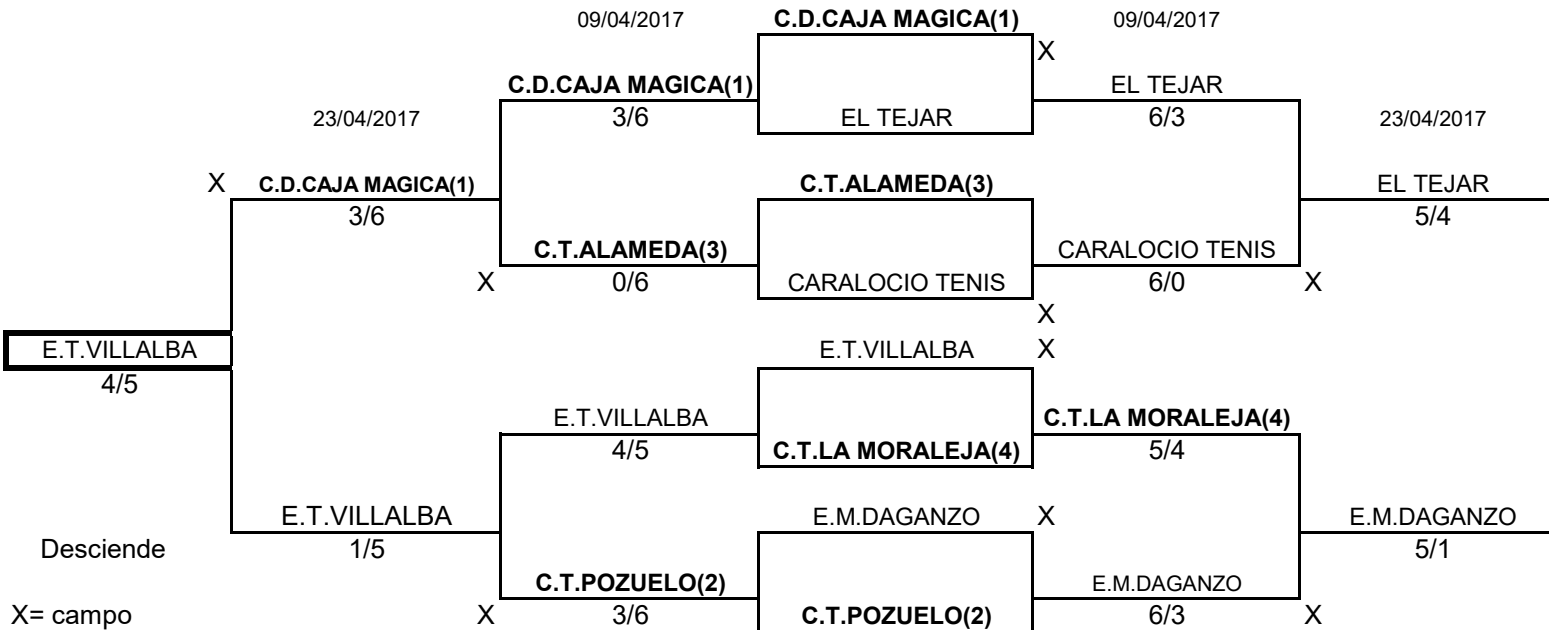 09/04/2017 C.D.CAJA MAGICA(1) 09/04/2017
X
C.D.CAJA MAGICA(1) EL TEJAR
23/04/2017 3/6 EL TEJAR 6/3 23/04/2017
X C.D.CAJA MAGICA(1) C.T.ALAMEDA(3) EL TEJAR
3/6 5/4
C.T.ALAMEDA(3) CARALOCIO TENIS
X 0/6 CARALOCIO TENIS 6/0 X
X
E.T.VILLALBA E.T.VILLALBA X
4/5
E.T.VILLALBA C.T.LA MORALEJA(4)
4/5 C.T.LA MORALEJA(4) 5/4
E.T.VILLALBA E.M.DAGANZO X E.M.DAGANZO
Desciende 1/5 5/1
C.T.POZUELO(2) E.M.DAGANZO
X= campo X 3/6 C.T.POZUELO(2) 6/3 X